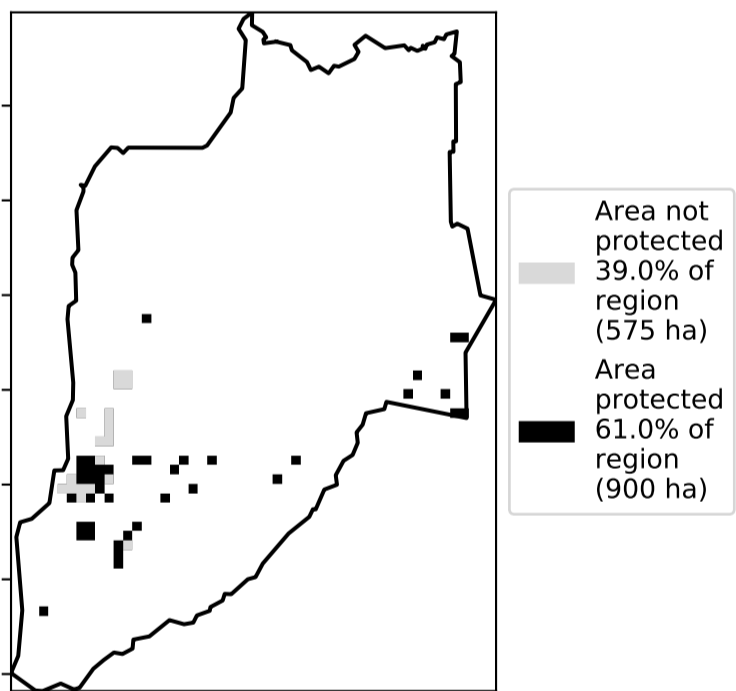 Area not
protected
39.0% of
region
(575 ha)
Area
protected
61.0% of
region
(900 ha)